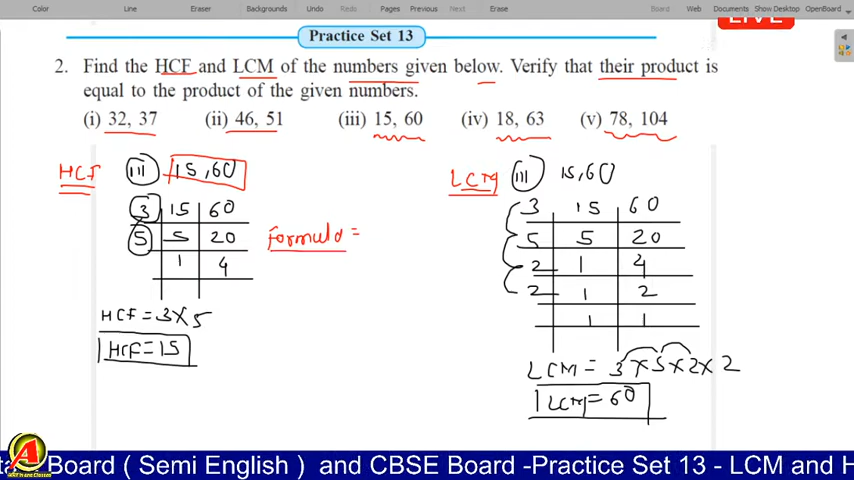 Color Line Eraser Backgrounds Undo Redo Pages Previous Next Erase Board Web Documents Show Desktop OpenBoard
LIVE
Practice Set 13
2. Find the HCF and LCM of the numbers given below. Verify that their product is
equal to the product of the given numbers.
(i) 32, 37 (ii) 46, 51 (iii) 15, 60 (iv) 18, 63 (v) 78, 104
HCF III 15,60
3 15 60
5 5 20
1 4
HCF = 3X5
HCF = 15
Formula =
LCM III 15,60
3 15 60
5 5 20
2 1 4
2 1 2
1 1
LCM = 3 X 5 X 2 X 2
LCM = 60
A
Board ( Semi English ) and CBSE Board -Practice Set 13 - LCM and H